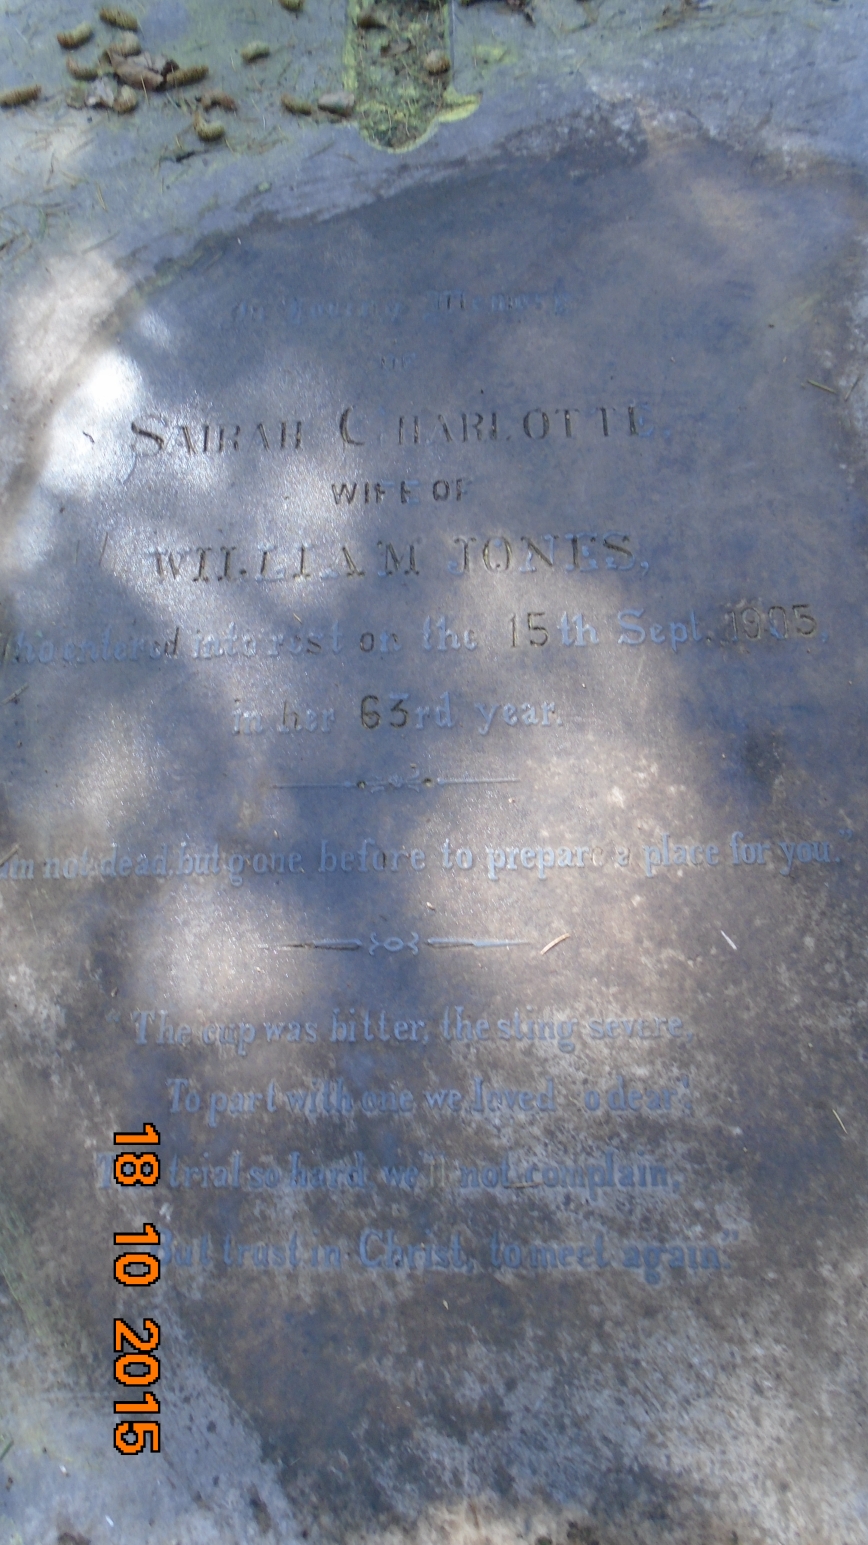 In Loving Memory
OF
SARAH CHARLOTTE,
WIFE OF
WILLIAM JONES,
Who entered into rest on the 15th Sept. 1905,
in her 63rd year.
am not dead, but gone before to prepare a place for you."
"The cup was bitter, the sting severe,
To part with one we loved so dear;
The trial so hard, we'll not complain,
But trust in Christ, to meet again."
18 10 2015